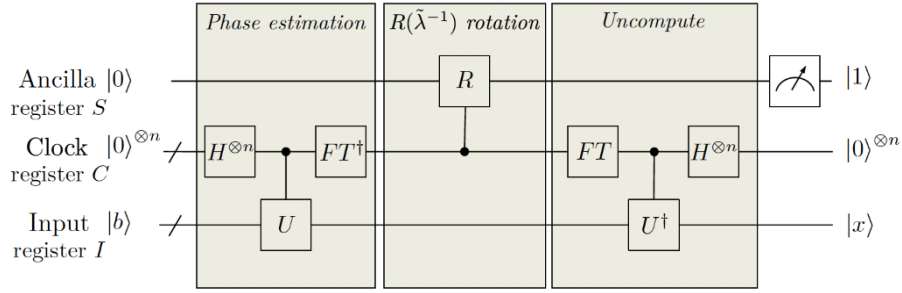 Phase estimation R(λ̃⁻¹) rotation Uncompute
Ancilla |0⟩ R |1⟩
register S
Clock |0⟩^{⊗n} H^{⊗n} FT† FT H^{⊗n} |0⟩^{⊗n}
register C
Input |b⟩ U U† |x⟩
register I